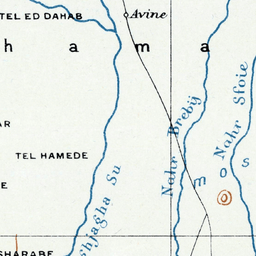 TEL ED DAHAB
Avine
h a m a
AR
TEL HAMEDE
E
Nahr Brebij
Nahr Sfoie
m o s
shjagha Su
SHARABE